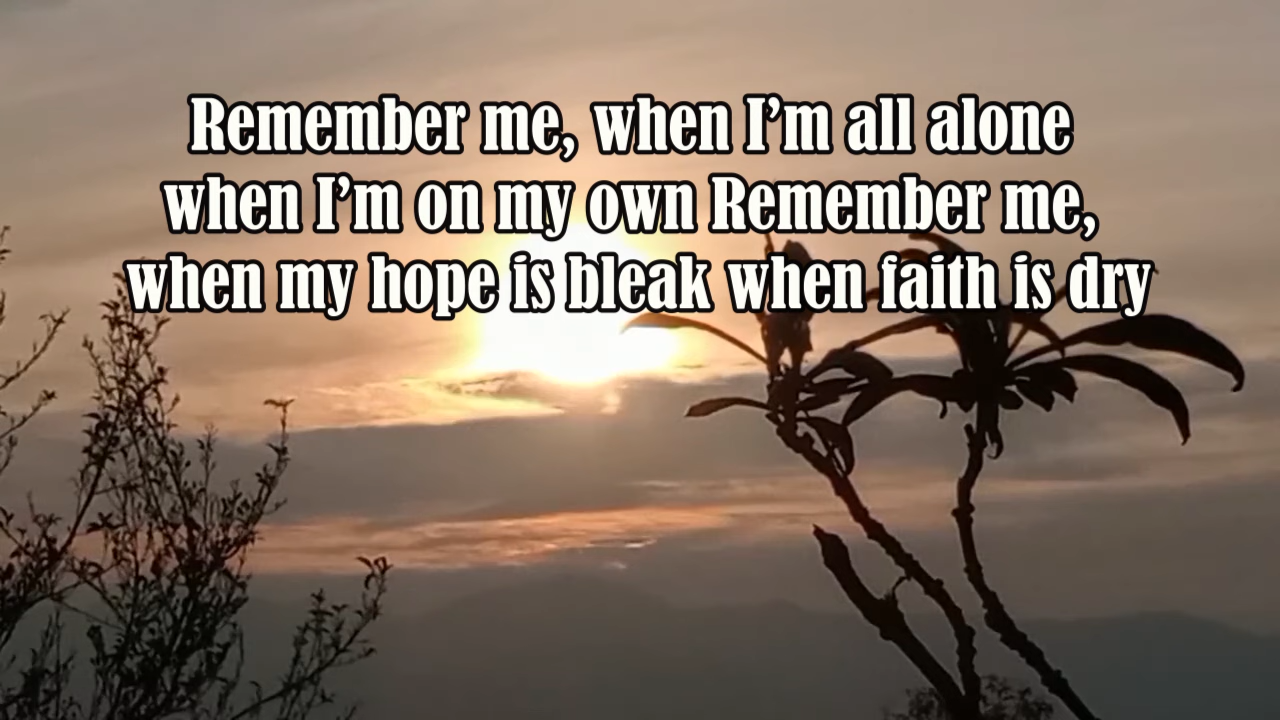 Remember me, when I’m all alone
when I’m on my own Remember me,
when my hope is bleak when faith is dry